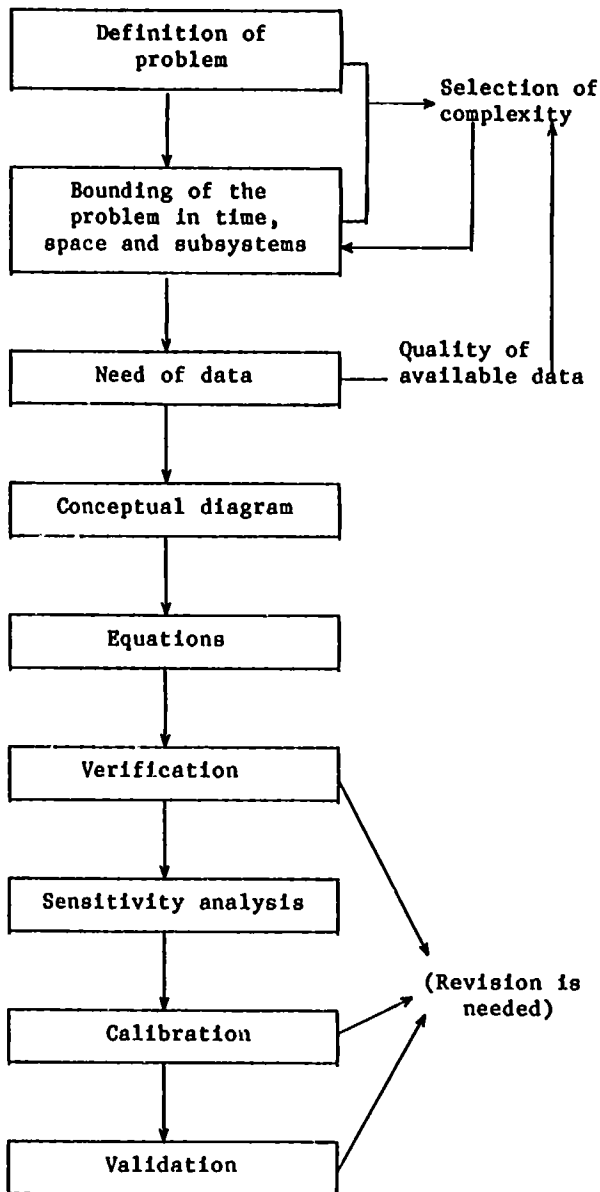 Definition of
problem
Selection of
complexity
Bounding of the
problem in time,
space and subsystems
Need of data
Quality of
available data
Conceptual diagram
Equations
Verification
Sensitivity analysis
(Revision is
needed)
Calibration
Validation